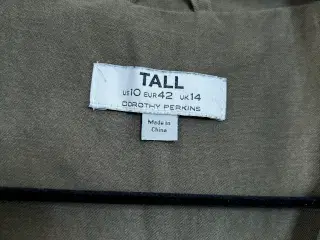 TALL
US10 EUR42 UK14
DOROTHY PERKINS
Made in
China